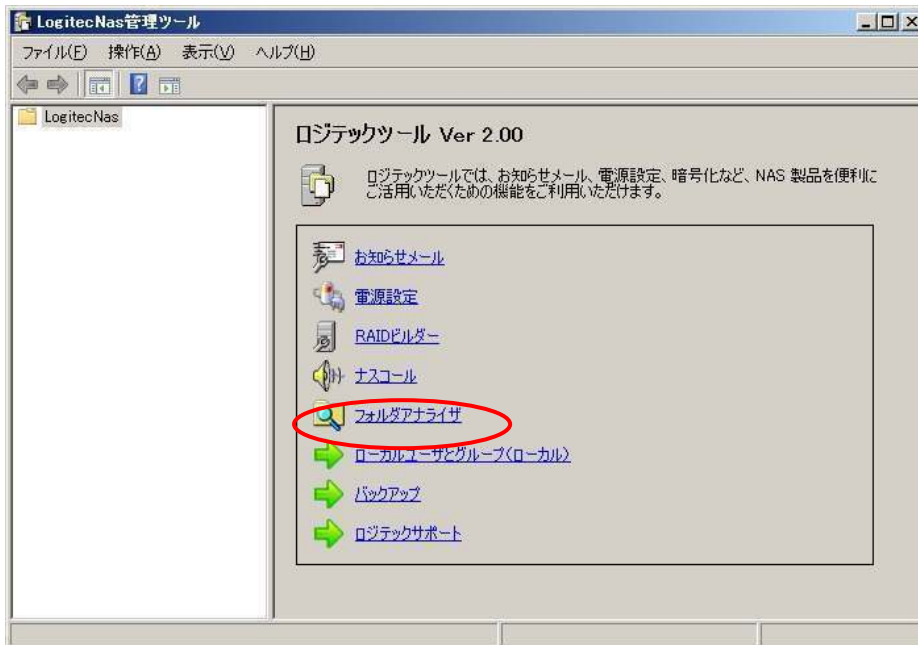 LogitecNas管理ツール
ファイル(F) 操作(A) 表示(V) ヘルプ(H)
LogitecNas
ロジテックツール Ver 2.00
ロジテックツールでは、お知らせメール、電源設定、暗号化など、NAS 製品を便利に
ご活用いただくための機能をご利用いただけます。
お知らせメール
電源設定
RAIDビルダー
ナスコール
フォルダアナライザ
ローカルユーザとグループ(ローカル)
バックアップ
ロジテックサポート